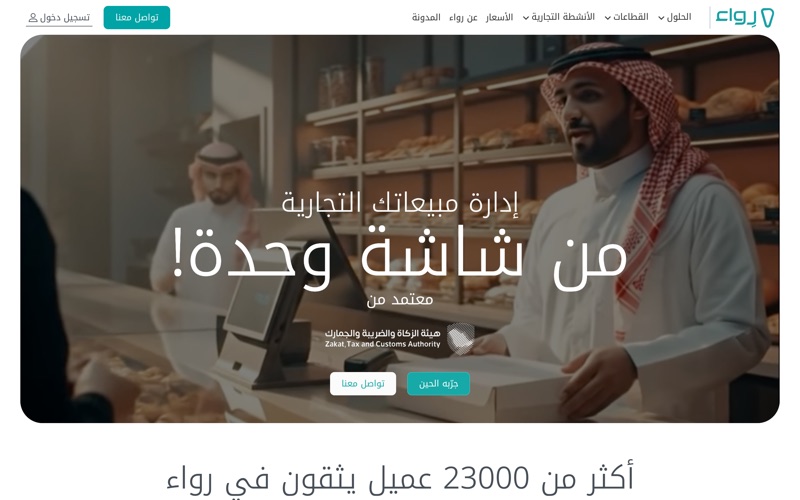 رواء
الحلول
القطاعات
الأنشطة التجارية
الأسعار
عن رواء
المدونة
تواصل معنا
تسجيل دخول
إدارة مبيعاتك التجارية
من شاشة وحدة!
معتمد من
هيئة الزكاة والضريبة والجمارك
Zakat, Tax and Customs Authority
جرّبه الحين
تواصل معنا
أكثر من 23000 عميل يثقون في رواء